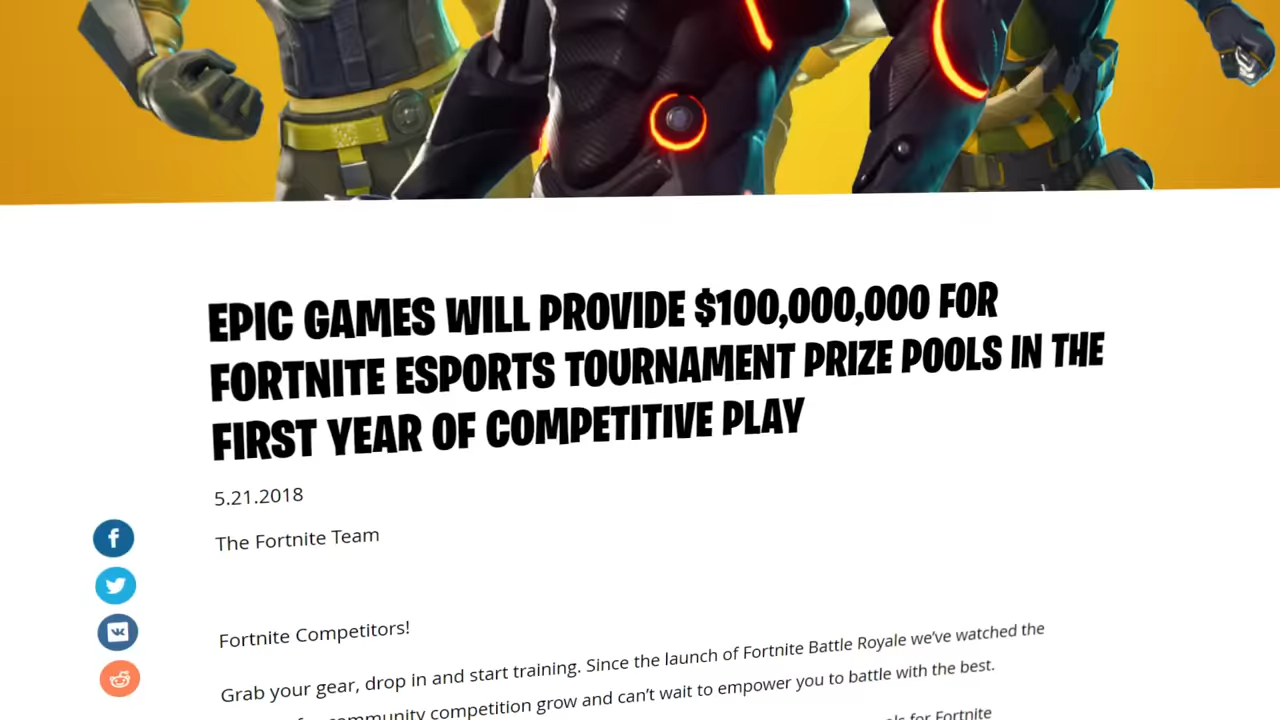 EPIC GAMES WILL PROVIDE $100,000,000 FOR
FORTNITE ESPORTS TOURNAMENT PRIZE POOLS IN THE
FIRST YEAR OF COMPETITIVE PLAY
5.21.2018
The Fortnite Team
Fortnite Competitors!
Grab your gear, drop in and start training. Since the launch of Fortnite Battle Royale we've watched the
community competition grow and can't wait to empower you to battle with the best.
for Fortnite